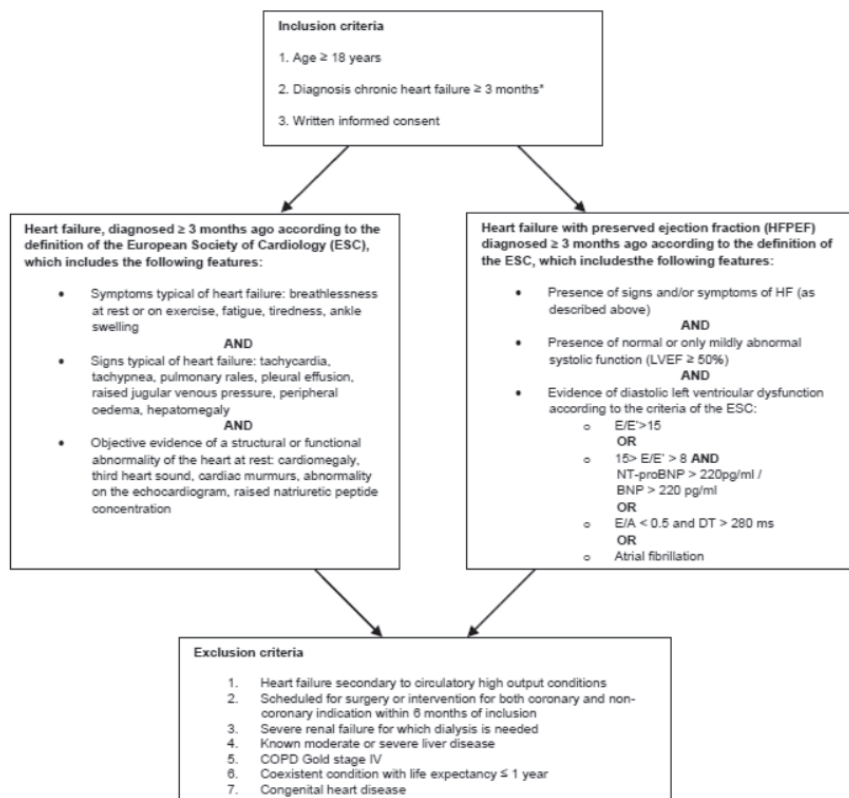 Inclusion criteria
1. Age ≥ 18 years
2. Diagnosis chronic heart failure ≥ 3 months*
3. Written informed consent
Heart failure, diagnosed ≥ 3 months ago according to the
definition of the European Society of Cardiology (ESC),
which includes the following features:
• Symptoms typical of heart failure: breathlessness
at rest or on exercise, fatigue, tiredness, ankle
swelling
AND
• Signs typical of heart failure: tachycardia,
tachypnea, pulmonary rales, pleural effusion,
raised jugular venous pressure, peripheral
oedema, hepatomegaly
AND
• Objective evidence of a structural or functional
abnormality of the heart at rest: cardiomegaly,
third heart sound, cardiac murmurs, abnormality
on the echocardiogram, raised natriuretic peptide
concentration
Heart failure with preserved ejection fraction (HFPEF)
diagnosed ≥ 3 months ago according to the definition of
the ESC, which includesthe following features:
• Presence of signs and/or symptoms of HF (as
described above)
AND
• Presence of normal or only mildly abnormal
systolic function (LVEF ≥ 50%)
AND
• Evidence of diastolic left ventricular dysfunction
according to the criteria of the ESC:
o E/E'>15
OR
o 15> E/E' > 8 AND
NT-proBNP > 220pg/ml /
BNP > 220 pg/ml
OR
o E/A < 0.5 and DT > 280 ms
OR
o Atrial fibrillation
Exclusion criteria
1. Heart failure secondary to circulatory high output conditions
2. Scheduled for surgery or intervention for both coronary and non-
coronary indication within 6 months of inclusion
3. Severe renal failure for which dialysis is needed
4. Known moderate or severe liver disease
5. COPD Gold stage IV
6. Coexistent condition with life expectancy ≤ 1 year
7. Congenital heart disease